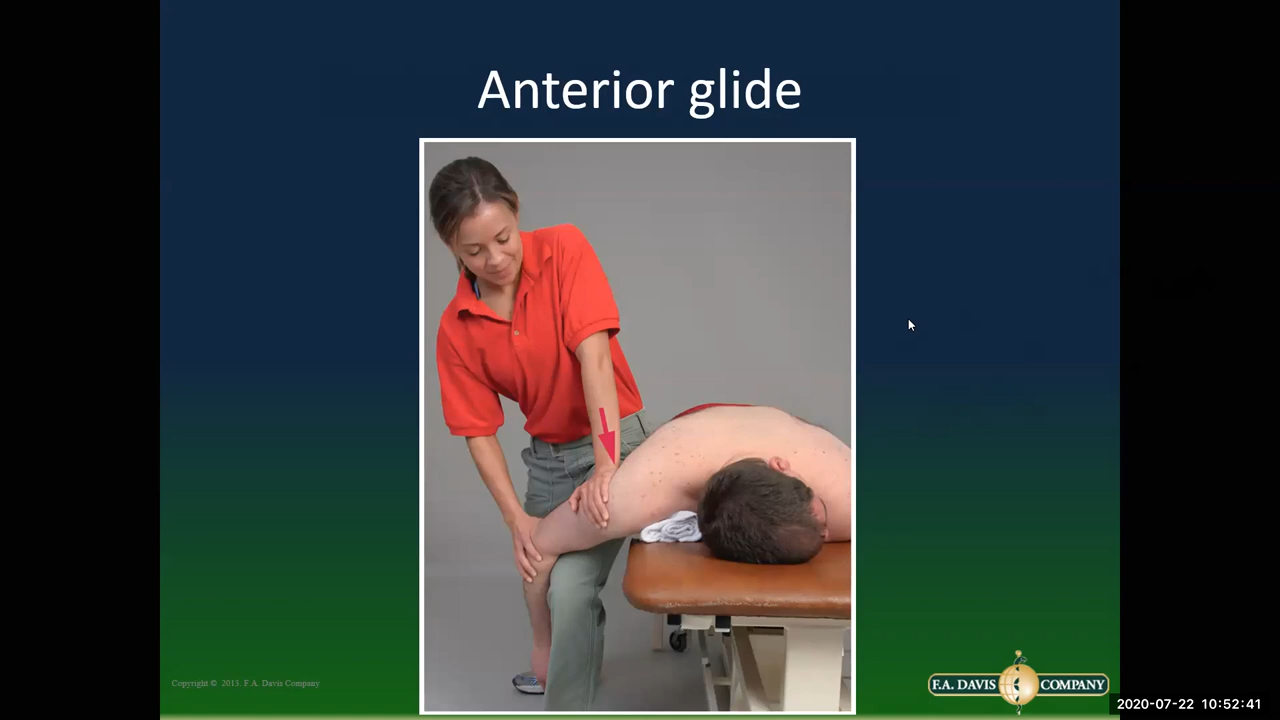 Anterior glide
Copyright © 2013. F.A. Davis Company
F.A. DAVIS COMPANY
2020-07-22 10:52:41